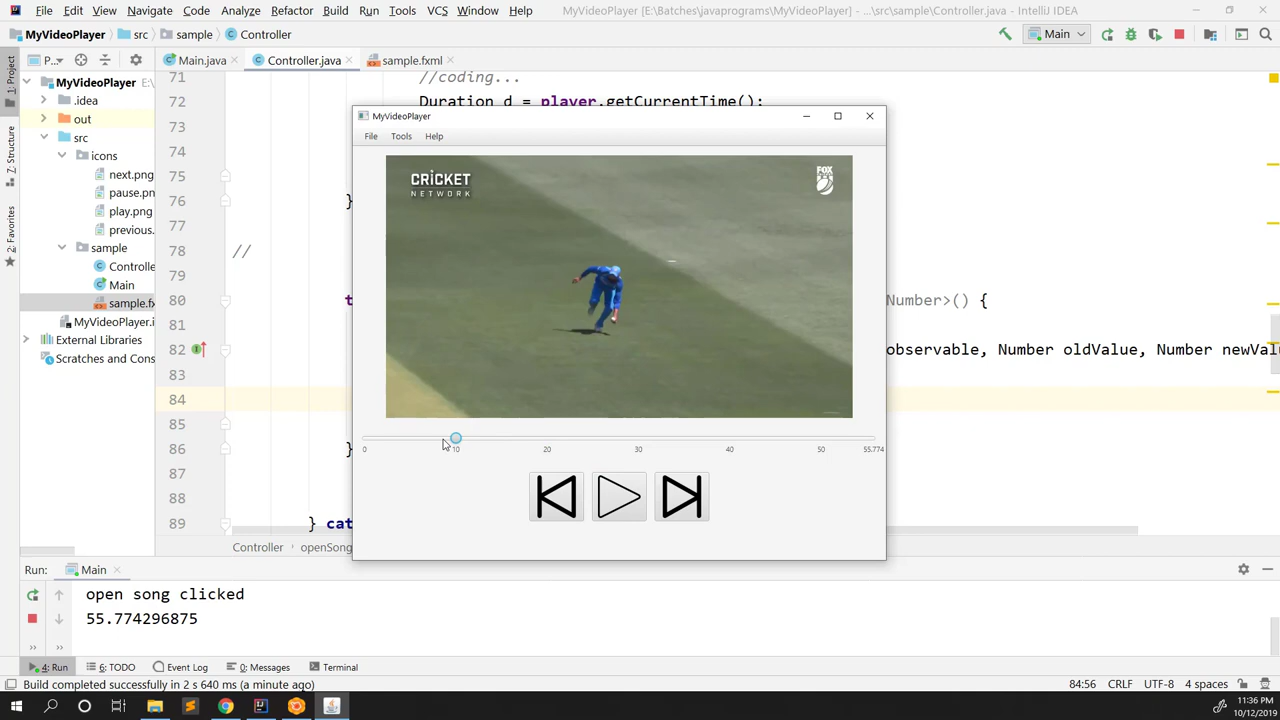 File Edit View Navigate Code Analyze Refactor Build Run Tools VCS Window Help MyVideoPlayer [E:\Batches\javaprograms\MyVideoPlayer] - ...\src\sample\Controller.java - IntelliJ IDEA
MyVideoPlayer src sample Controller Main
P... Main.java Controller.java sample.fxml
1: Project
Z: Structure
2: Favorites
MyVideoPlayer E:\
.idea
out
src
icons
next.png
pause.pn
play.png
previous.
sample
Controlle
Main
sample.fx
MyVideoPlayer.i
External Libraries
Scratches and Cons
71 //coding...
72 Duration d = player.getCurrentTime();
73
74
75
76 }
77
78 //
79
80 t Number>() {
81
82 observable, Number oldValue, Number newValu
83
84
85
86 }
87
88
89 } cat
Controller openSong
MyVideoPlayer
File Tools Help
CRICKET
NETWORK
FOX
0 10 20 30 40 50 55.774
Run: Main
open song clicked
55.774296875
4: Run 6: TODO Event Log 0: Messages Terminal
Build completed successfully in 2 s 640 ms (a minute ago) 84:56 CRLF UTF-8 4 spaces
11:36 PM
10/12/2019